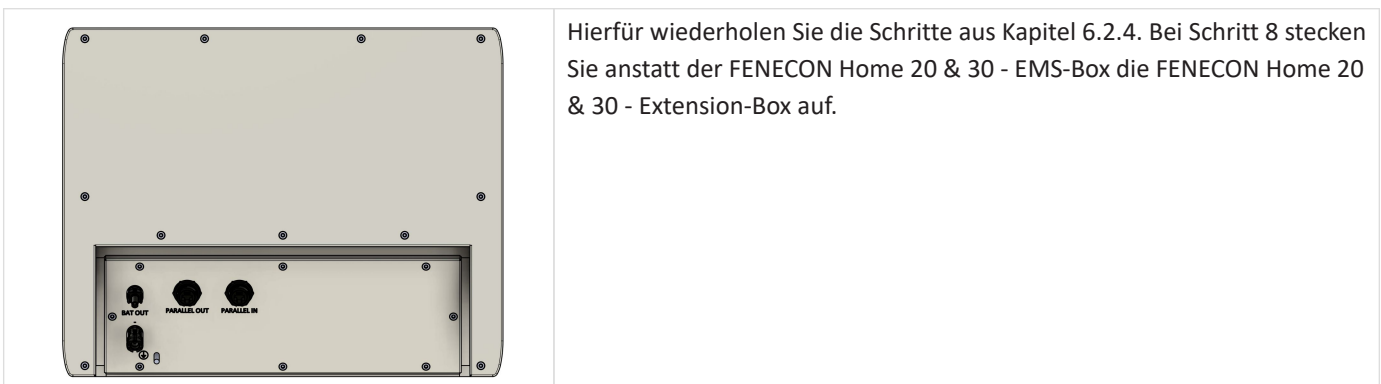 Hierfür wiederholen Sie die Schritte aus Kapitel 6.2.4. Bei Schritt 8 stecken
Sie anstatt der FENECON Home 20 & 30 - EMS-Box die FENECON Home 20
& 30 - Extension-Box auf.
BAT OUT
PARALLEL OUT
PARALLEL IN
-